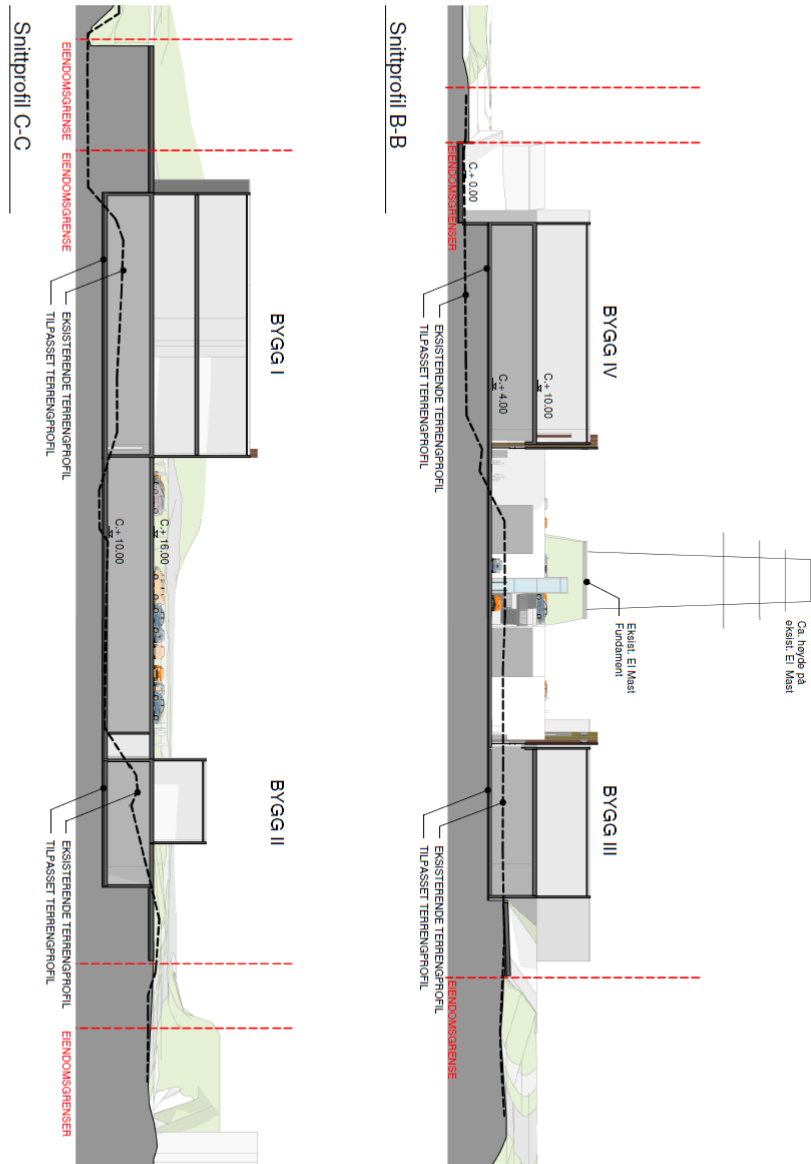 Ca. høyde på
eksist. El Mast
Eksist. El Mast
Fundament
BYGG IV
BYGG III
C.+ 10.00
C.+ 4.00
C.+ 0.00
EIENDOMSGRENSER
EIENDOMSGRENSE
EKSISTERENDE TERRENGPROFIL
TILPASSET TERRENGPROFIL
EKSISTERENDE TERRENGPROFIL
TILPASSET TERRENGPROFIL
Snittprofil B-B
BYGG I
BYGG II
C.+ 16.00
C.+ 10.00
EIENDOMSGRENSE
EIENDOMSGRENSE
EKSISTERENDE TERRENGPROFIL
TILPASSET TERRENGPROFIL
EKSISTERENDE TERRENGPROFIL
TILPASSET TERRENGPROFIL
EIENDOMSGRENSER
Snittprofil C-C